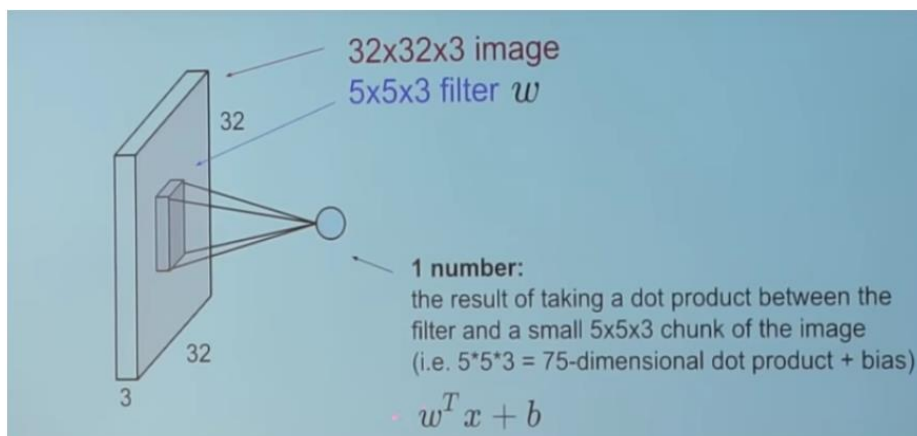 32x32x3 image
5x5x3 filter w
32
1 number:
the result of taking a dot product between the
filter and a small 5x5x3 chunk of the image
(i.e. 5*5*3 = 75-dimensional dot product + bias)
32
3
w^T x + b